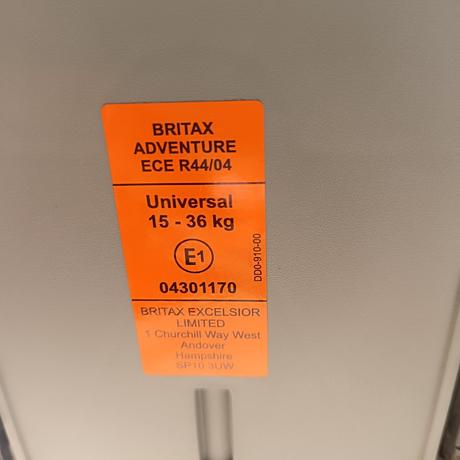 BRITAX
ADVENTURE
ECE R44/04
Universal
15 - 36 kg
E1
04301170
DD0-910-00
BRITAX EXCELSIOR
LIMITED
1 Churchill Way West
Andover
Hampshire
SP10 3UW